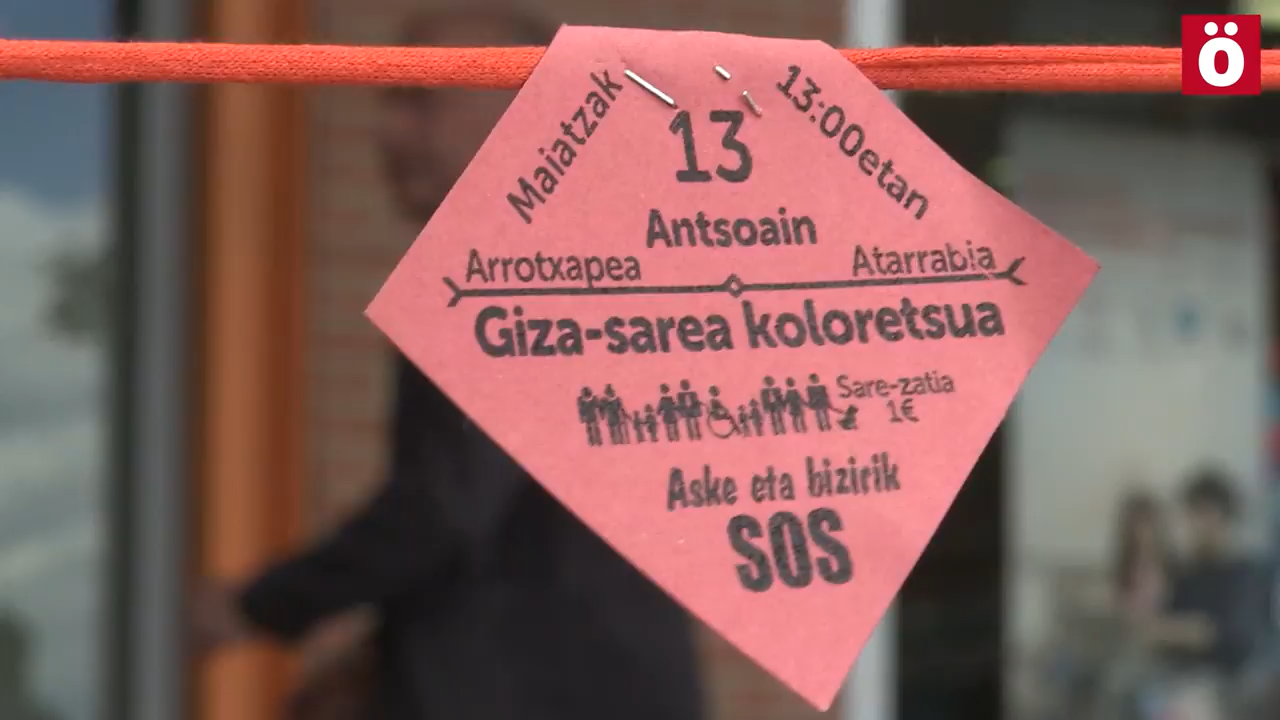 Ö
Maiatzak
13
13:00etan
Antsoain
Arrotxapea
Atarrabia
Giza-sarea koloretsua
Sare-zatia
1€
Aske eta bizirik
SOS